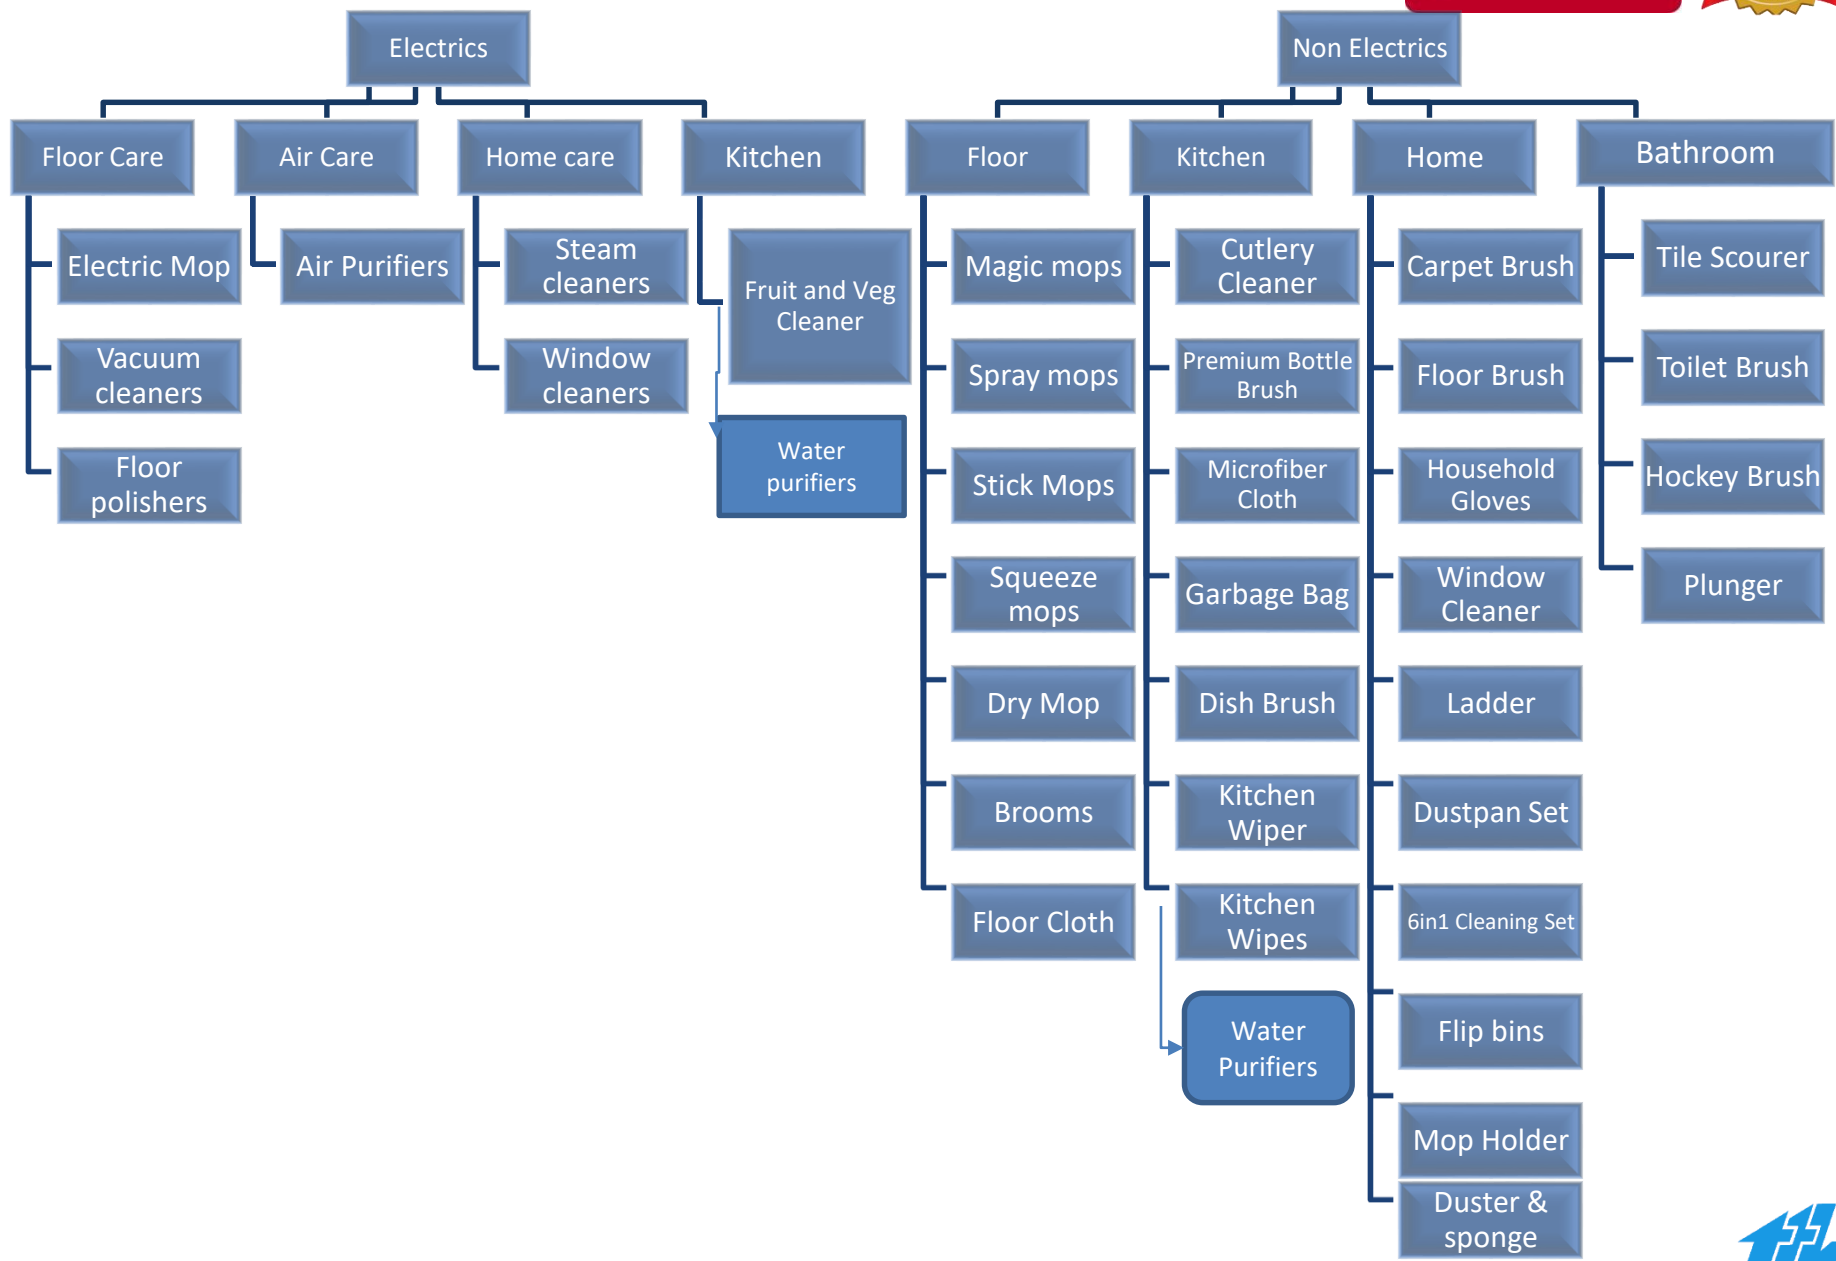 Electrics
Non Electrics
Floor Care
Air Care
Home care
Kitchen
Floor
Kitchen
Home
Bathroom
Electric Mop
Vacuum
cleaners
Floor
polishers
Air Purifiers
Steam
cleaners
Window
cleaners
Fruit and Veg
Cleaner
Water
purifiers
Magic mops
Spray mops
Stick Mops
Squeeze
mops
Dry Mop
Brooms
Floor Cloth
Cutlery
Cleaner
Premium Bottle
Brush
Microfiber
Cloth
Garbage Bag
Dish Brush
Kitchen
Wiper
Kitchen
Wipes
Water
Purifiers
Carpet Brush
Floor Brush
Household
Gloves
Window
Cleaner
Ladder
Dustpan Set
6in1 Cleaning Set
Flip bins
Mop Holder
Duster &
sponge
Tile Scourer
Toilet Brush
Hockey Brush
Plunger